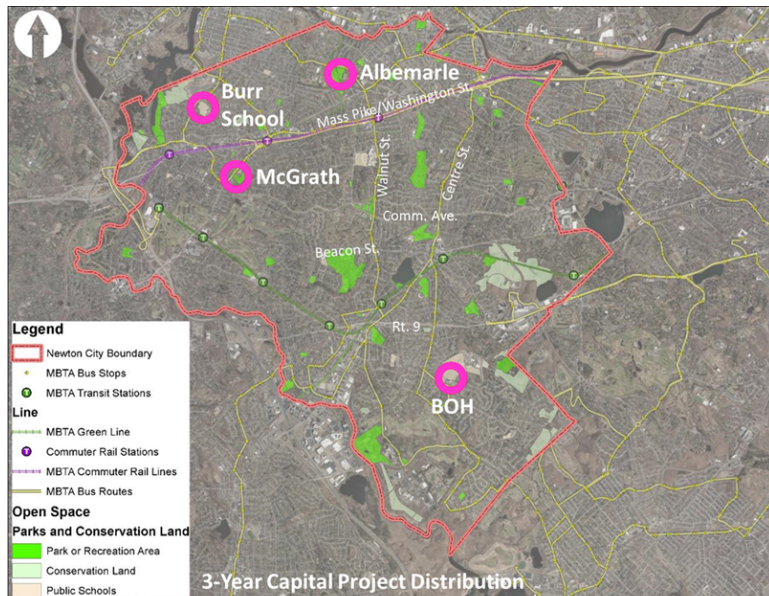 Albemarle
Burr
School
Mass Pike/Washington St.
McGrath
Walnut St.
Centre St.
Comm. Ave.
Beacon St.
Rt. 9
BOH
Legend
Newton City Boundary
MBTA Bus Stops
T MBTA Transit Stations
Line
MBTA Green Line
T Commuter Rail Stations
MBTA Commuter Rail Lines
MBTA Bus Routes
Open Space
Parks and Conservation Land
Park or Recreation Area
Conservation Land
Public Schools
3-Year Capital Project Distribution